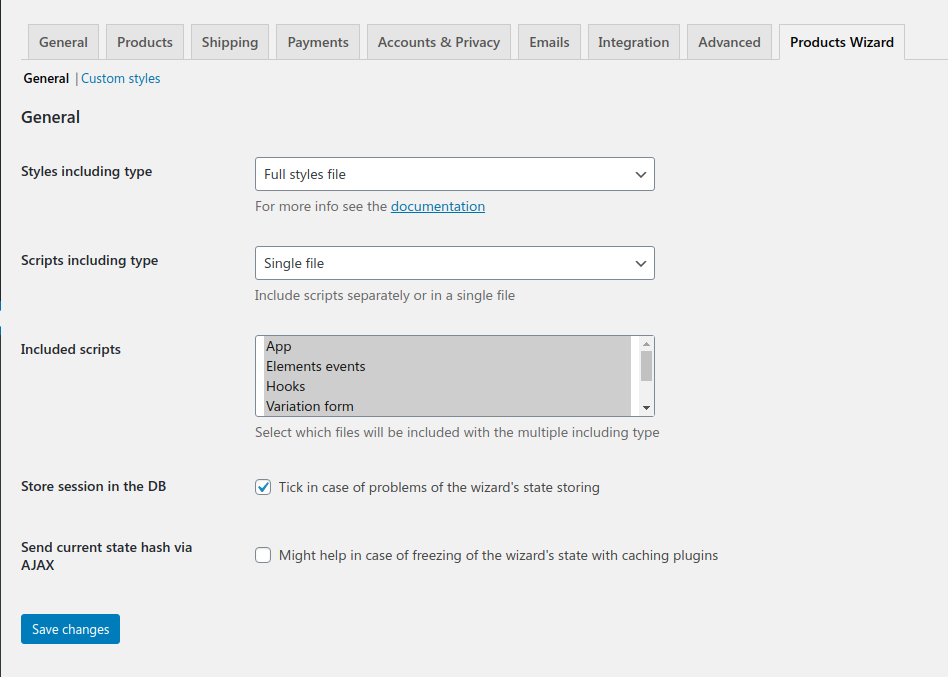 General Products Shipping Payments Accounts & Privacy Emails Integration Advanced Products Wizard
General | Custom styles
General
Styles including type
Full styles file
For more info see the documentation
Scripts including type
Single file
Include scripts separately or in a single file
Included scripts
App
Elements events
Hooks
Variation form
Select which files will be included with the multiple including type
Store session in the DB
Tick in case of problems of the wizard's state storing
Send current state hash via
AJAX
Might help in case of freezing of the wizard's state with caching plugins
Save changes